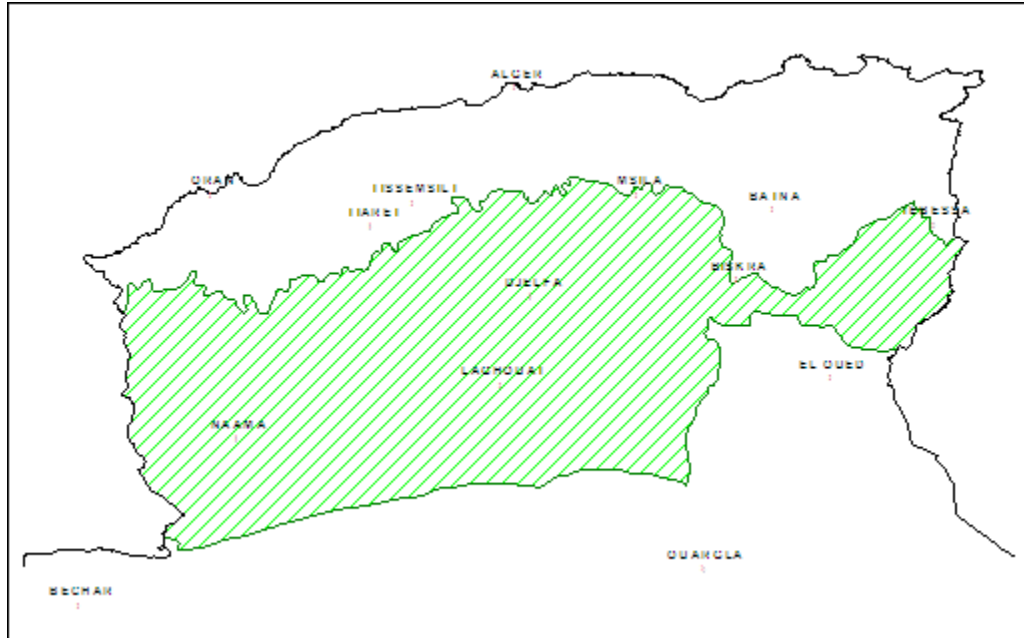 ALGER
ORAN
TISSEMSILT
MSILA
BATNA
TIARET
TEBESSA
BISKRA
DJELFA
LAGHOUAT
EL OUED
NAAMA
OUARGLA
BECHAR